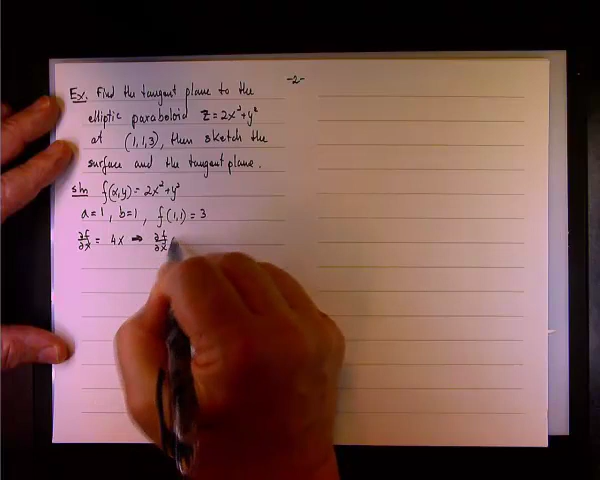 -2-
Ex. Find the tangent plane to the
elliptic paraboloid z = 2x²+y²
at (1,1,3), then sketch the
surface and the tangent plane.
sln f(x,y) = 2x²+y²
a=1, b=1, f(1,1) = 3
∂f/∂x = 4x ⇒ ∂f/∂x(